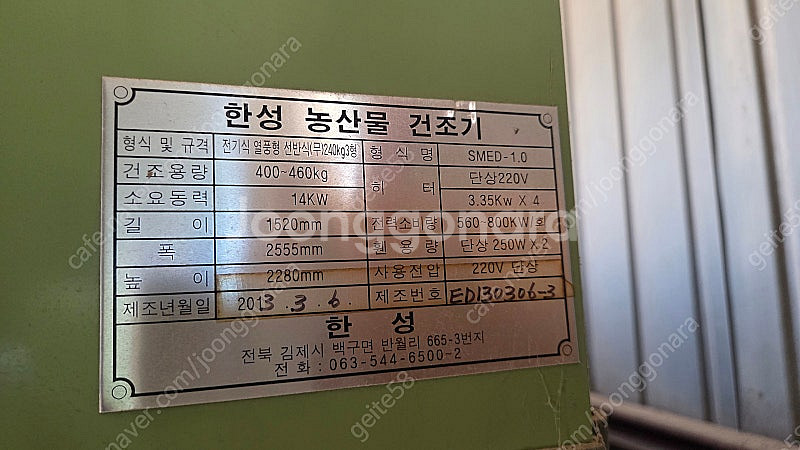 한성 농산물 건조기
형식 및 규격 전기식 열풍형 선반식(무)240kg3형 형 식 명 SMED-1.0
건조용량 400~460kg 히 터 단상220V
소요동력 14KW 3.35Kw X 4
길 이 1520mm 전력소비량 560~800KW/회
폭 2555mm 휀 용 량 단상 250W X 2
높 이 2280mm 사용전압 220V 단상
제조년월일 2013 . 3 . 6 . 제조번호 ED130306-3
한 성
전북 김제시 백구면 반월리 665-3번지
전 화 : 063-544-6500~2
joonggonara
geite58